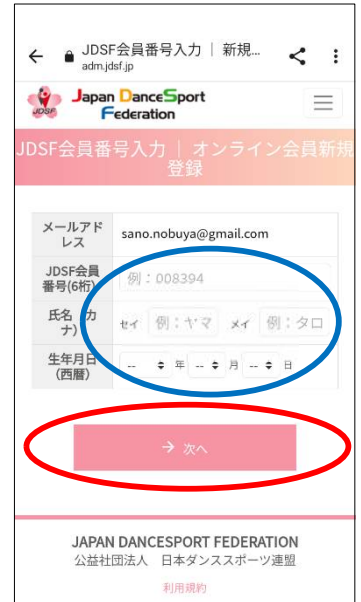 JDSF会員番号入力 ｜ 新規...
adm.jdsf.jp
JDSF
Japan DanceSport
Federation
JDSF会員番号入力 ｜ オンライン会員新規
登録
メールアド
レス
sano.nobuya@gmail.com
JDSF会員
番号(6桁)
例：008394
氏名（カ
ナ）
セイ 例：ヤマ メイ 例：タロ
生年月日
（西暦）
-- 年 -- 月 -- 日
→ 次へ
JAPAN DANCESPORT FEDERATION
公益社団法人 日本ダンススポーツ連盟
利用規約